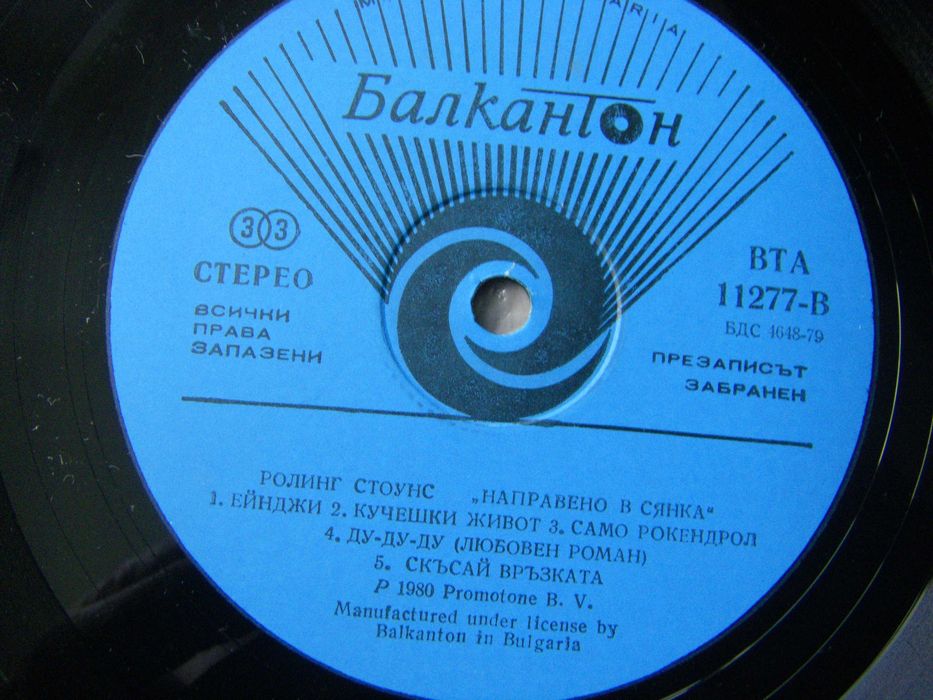 Балкантон
33
СТЕРЕО
ВСИЧНИ
ПРАВА
ЗАПАЗЕНИ
ВТА
11277-В
БДС 4648-79
ПРЕЗАПИСЪТ
ЗАБРАНЕН
РОЛИНГ СТОУНС „НАПРАВЕНО В СЯНКА“
1. ЕЙНДЖИ 2. КУЧЕШКИ ЖИВОТ 3. САМО РОКЕНДРОЛ
4. ДУ-ДУ-ДУ (ЛЮБОВЕН РОМАН)
5. СКЪСАЙ ВРЪЗКАТА
P 1980 Promotone B. V.
Manufactured under license by
Balkanton in Bulgaria